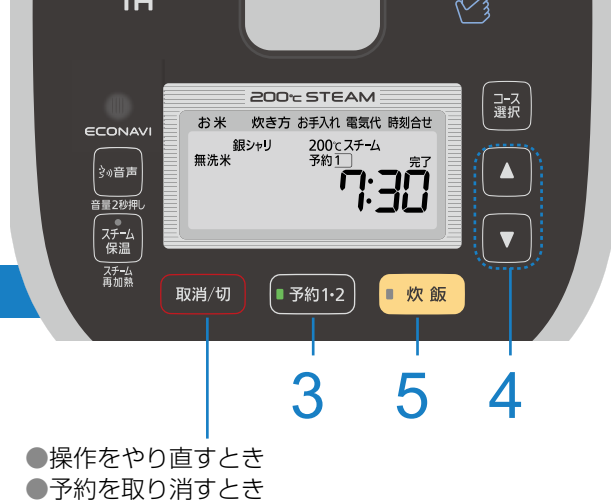 IH
200℃ STEAM
お米 炊き方 お手入れ 電気代 時刻合せ
銀シャリ 200℃スチーム
無洗米 予約1 完了
7:30
コース
選択
ECONAVI
音声
音量2秒押し
スチーム
保温
スチーム
再加熱
▲
▼
取消/切
予約1・2
炊飯
3
5
4
●操作をやり直すとき
●予約を取り消すとき